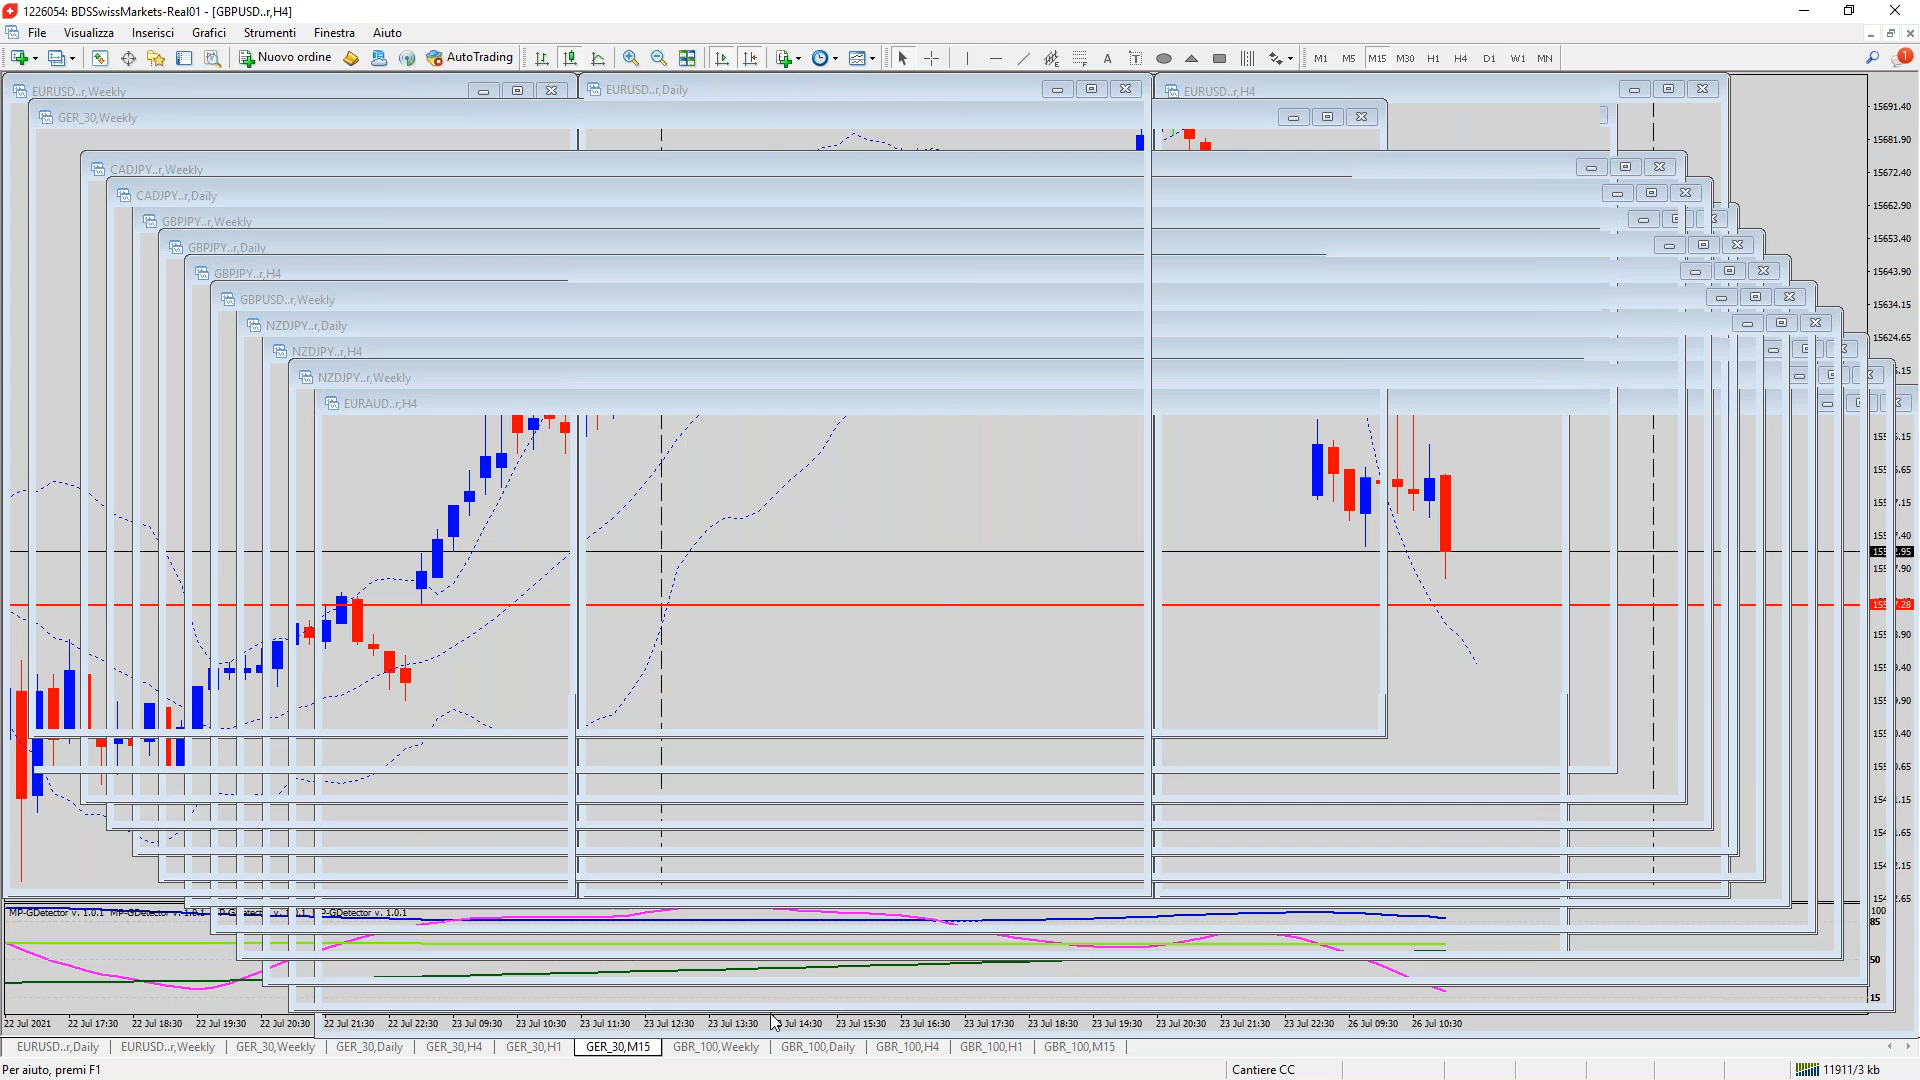 1226054: BDSSwissMarkets-Real01 - [GBPUSD..r,H4]
File Visualizza Inserisci Grafici Strumenti Finestra Aiuto
Nuovo ordine AutoTrading A T M1 M5 M15 M30 H1 H4 D1 W1 MN 1
EURUSD..r,Weekly EURUSD..r,Daily EURUSD..r,H4
GER_30,Weekly
CADJPY..r,Weekly
CADJPY..r,Daily
GBPJPY..r,Weekly
GBPJPY..r,Daily
GBPJPY..r,H4
GBPUSD..r,Weekly
NZDJPY..r,Daily
NZDJPY..r,H4
NZDJPY..r,Weekly
EURAUD..r,H4
15691.40
15681.90
15672.40
15662.90
15653.40
15643.90
15634.15
15624.65
MP-GDetector v. 1.0.1 MP-GDetector v. 1.0.1 P-GDetector v. 1.0.1
100
85
50
15
22 Jul 2021 22 Jul 17:30 22 Jul 18:30 22 Jul 19:30 22 Jul 20:30 22 Jul 21:30 22 Jul 22:30 23 Jul 09:30 23 Jul 10:30 23 Jul 11:30 23 Jul 12:30 23 Jul 13:30 Jul 14:30 23 Jul 15:30 23 Jul 16:30 23 Jul 17:30 23 Jul 18:30 23 Jul 19:30 23 Jul 20:30 23 Jul 21:30 23 Jul 22:30 26 Jul 09:30 26 Jul 10:30
EURUSD..r,Daily EURUSD..r,Weekly GER_30,Weekly GER_30,Daily GER_30,H4 GER_30,H1 GER_30,M15 GBR_100,Weekly GBR_100,Daily GBR_100,H4 GBR_100,H1 GBR_100,M15
Per aiuto, premi F1 Cantiere CC 11911/3 kb